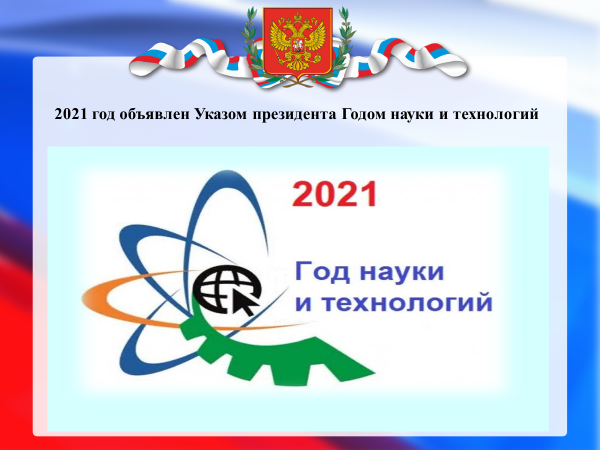 2021 год объявлен Указом президента Годом науки и технологий
2021
Год науки
и технологий